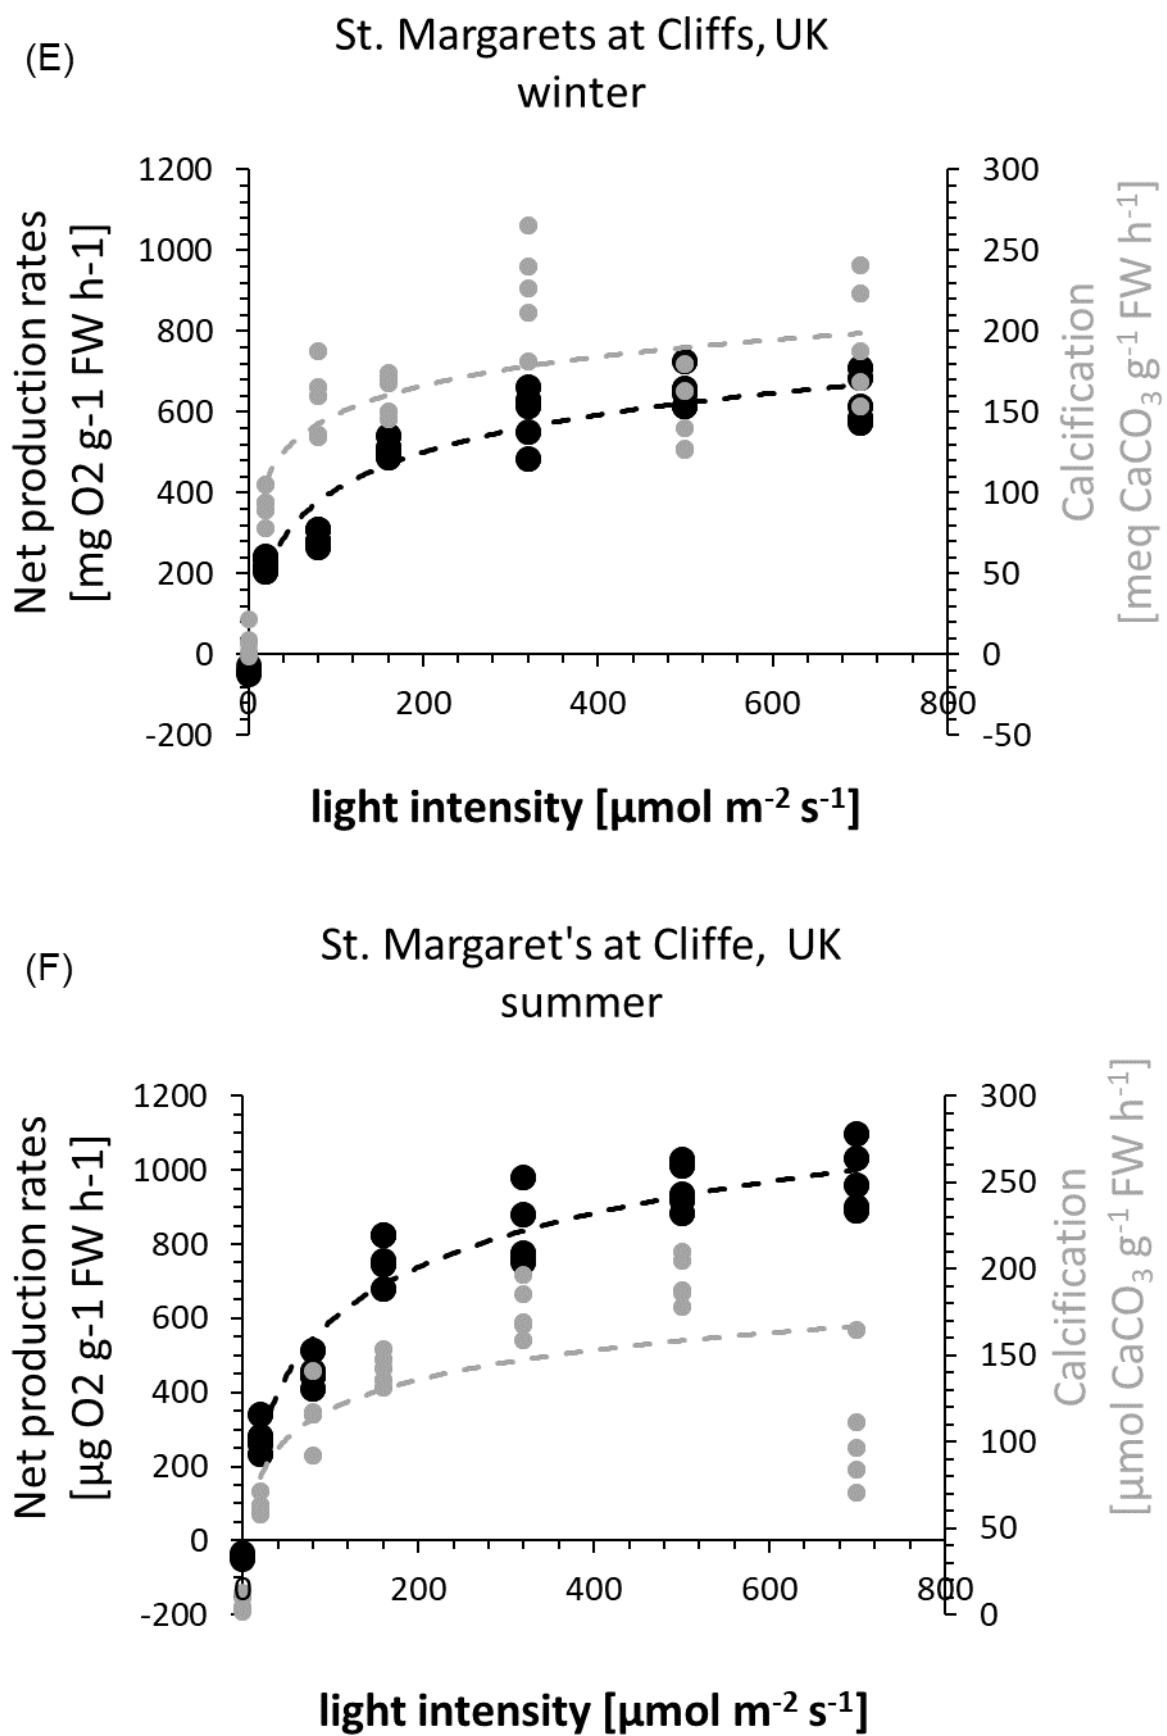 (E)
St. Margarets at Cliffs, UK
winter
Net production rates
[mg O2 g-1 FW h-1]
1200
1000
800
600
400
200
0
-200
0
200
400
600
800
300
250
200
150
100
50
0
-50
Calcification
[meq CaCO₃ g⁻¹ FW h⁻¹]
light intensity [µmol m⁻² s⁻¹]
(F)
St. Margaret's at Cliffe, UK
summer
Net production rates
[µg O2 g-1 FW h-1]
1200
1000
800
600
400
200
0
-200
0
200
400
600
800
300
250
200
150
100
50
0
Calcification
[µmol CaCO₃ g⁻¹ FW h⁻¹]
light intensity [µmol m⁻² s⁻¹]